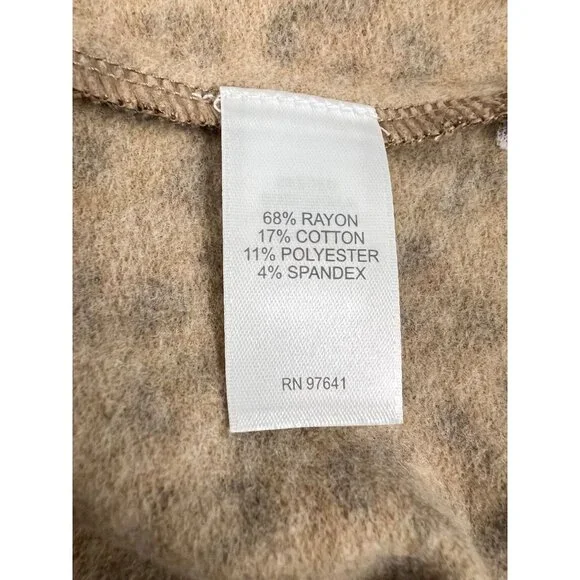 68% RAYON
17% COTTON
11% POLYESTER
4% SPANDEX
RN 97641